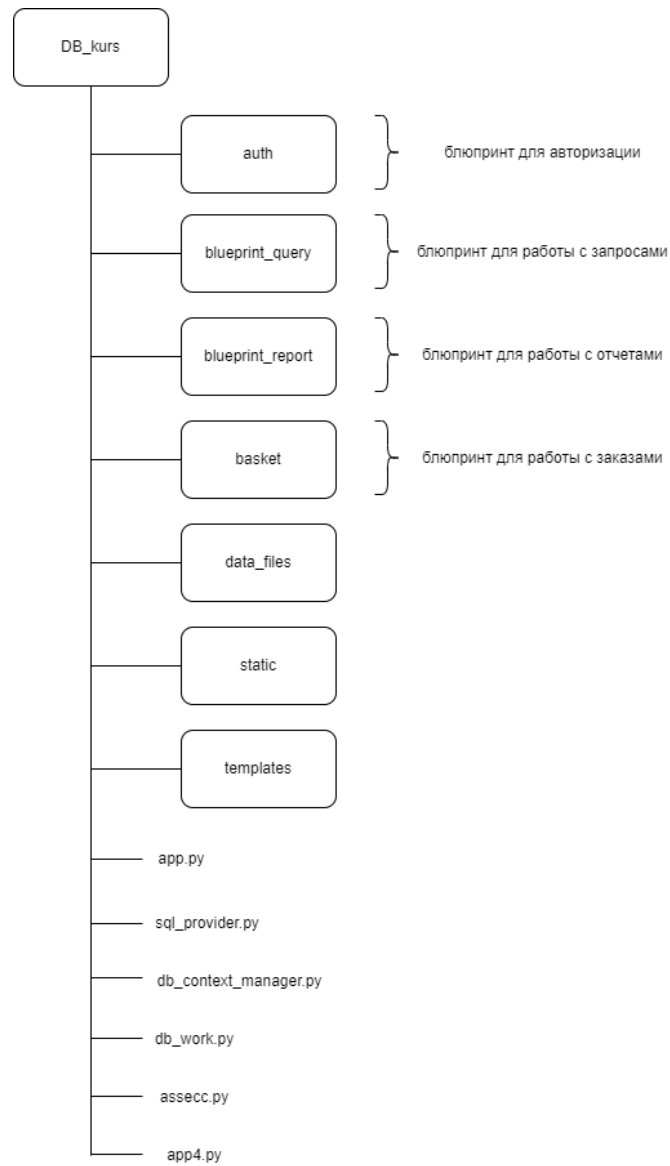 DB_kurs
auth
блюпринт для авторизации
blueprint_query
блюпринт для работы с запросами
blueprint_report
блюпринт для работы с отчетами
basket
блюпринт для работы с заказами
data_files
static
templates
app.py
sql_provider.py
db_context_manager.py
db_work.py
assecc.py
app4.py